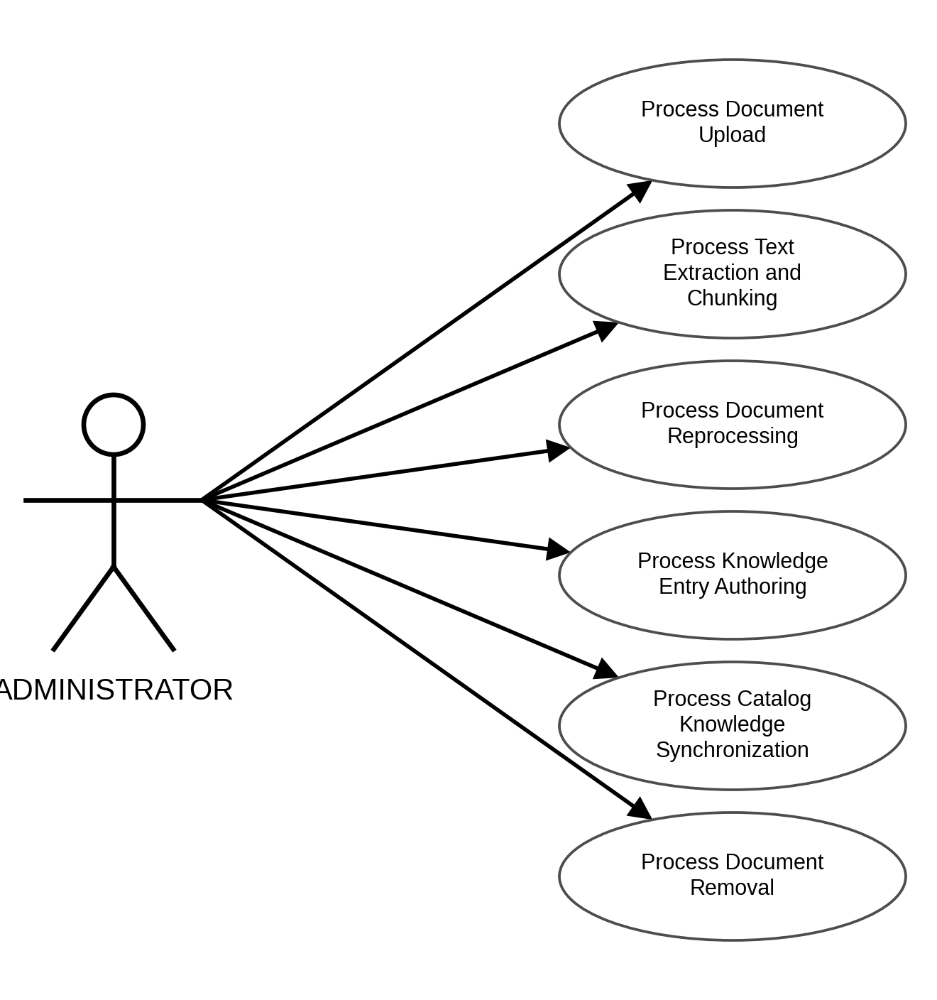 Process Document
Upload
Process Text
Extraction and
Chunking
Process Document
Reprocessing
Process Knowledge
Entry Authoring
ADMINISTRATOR
Process Catalog
Knowledge
Synchronization
Process Document
Removal